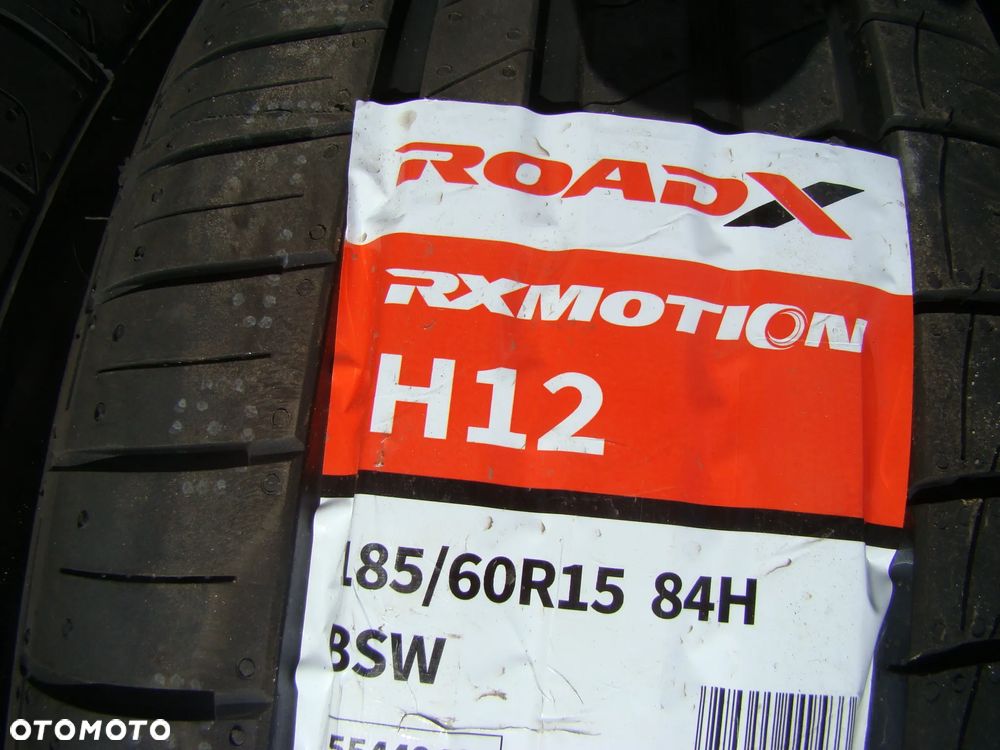 ROADX
RXMOTION
H12
185/60R15 84H
BSW
OTOMOTO